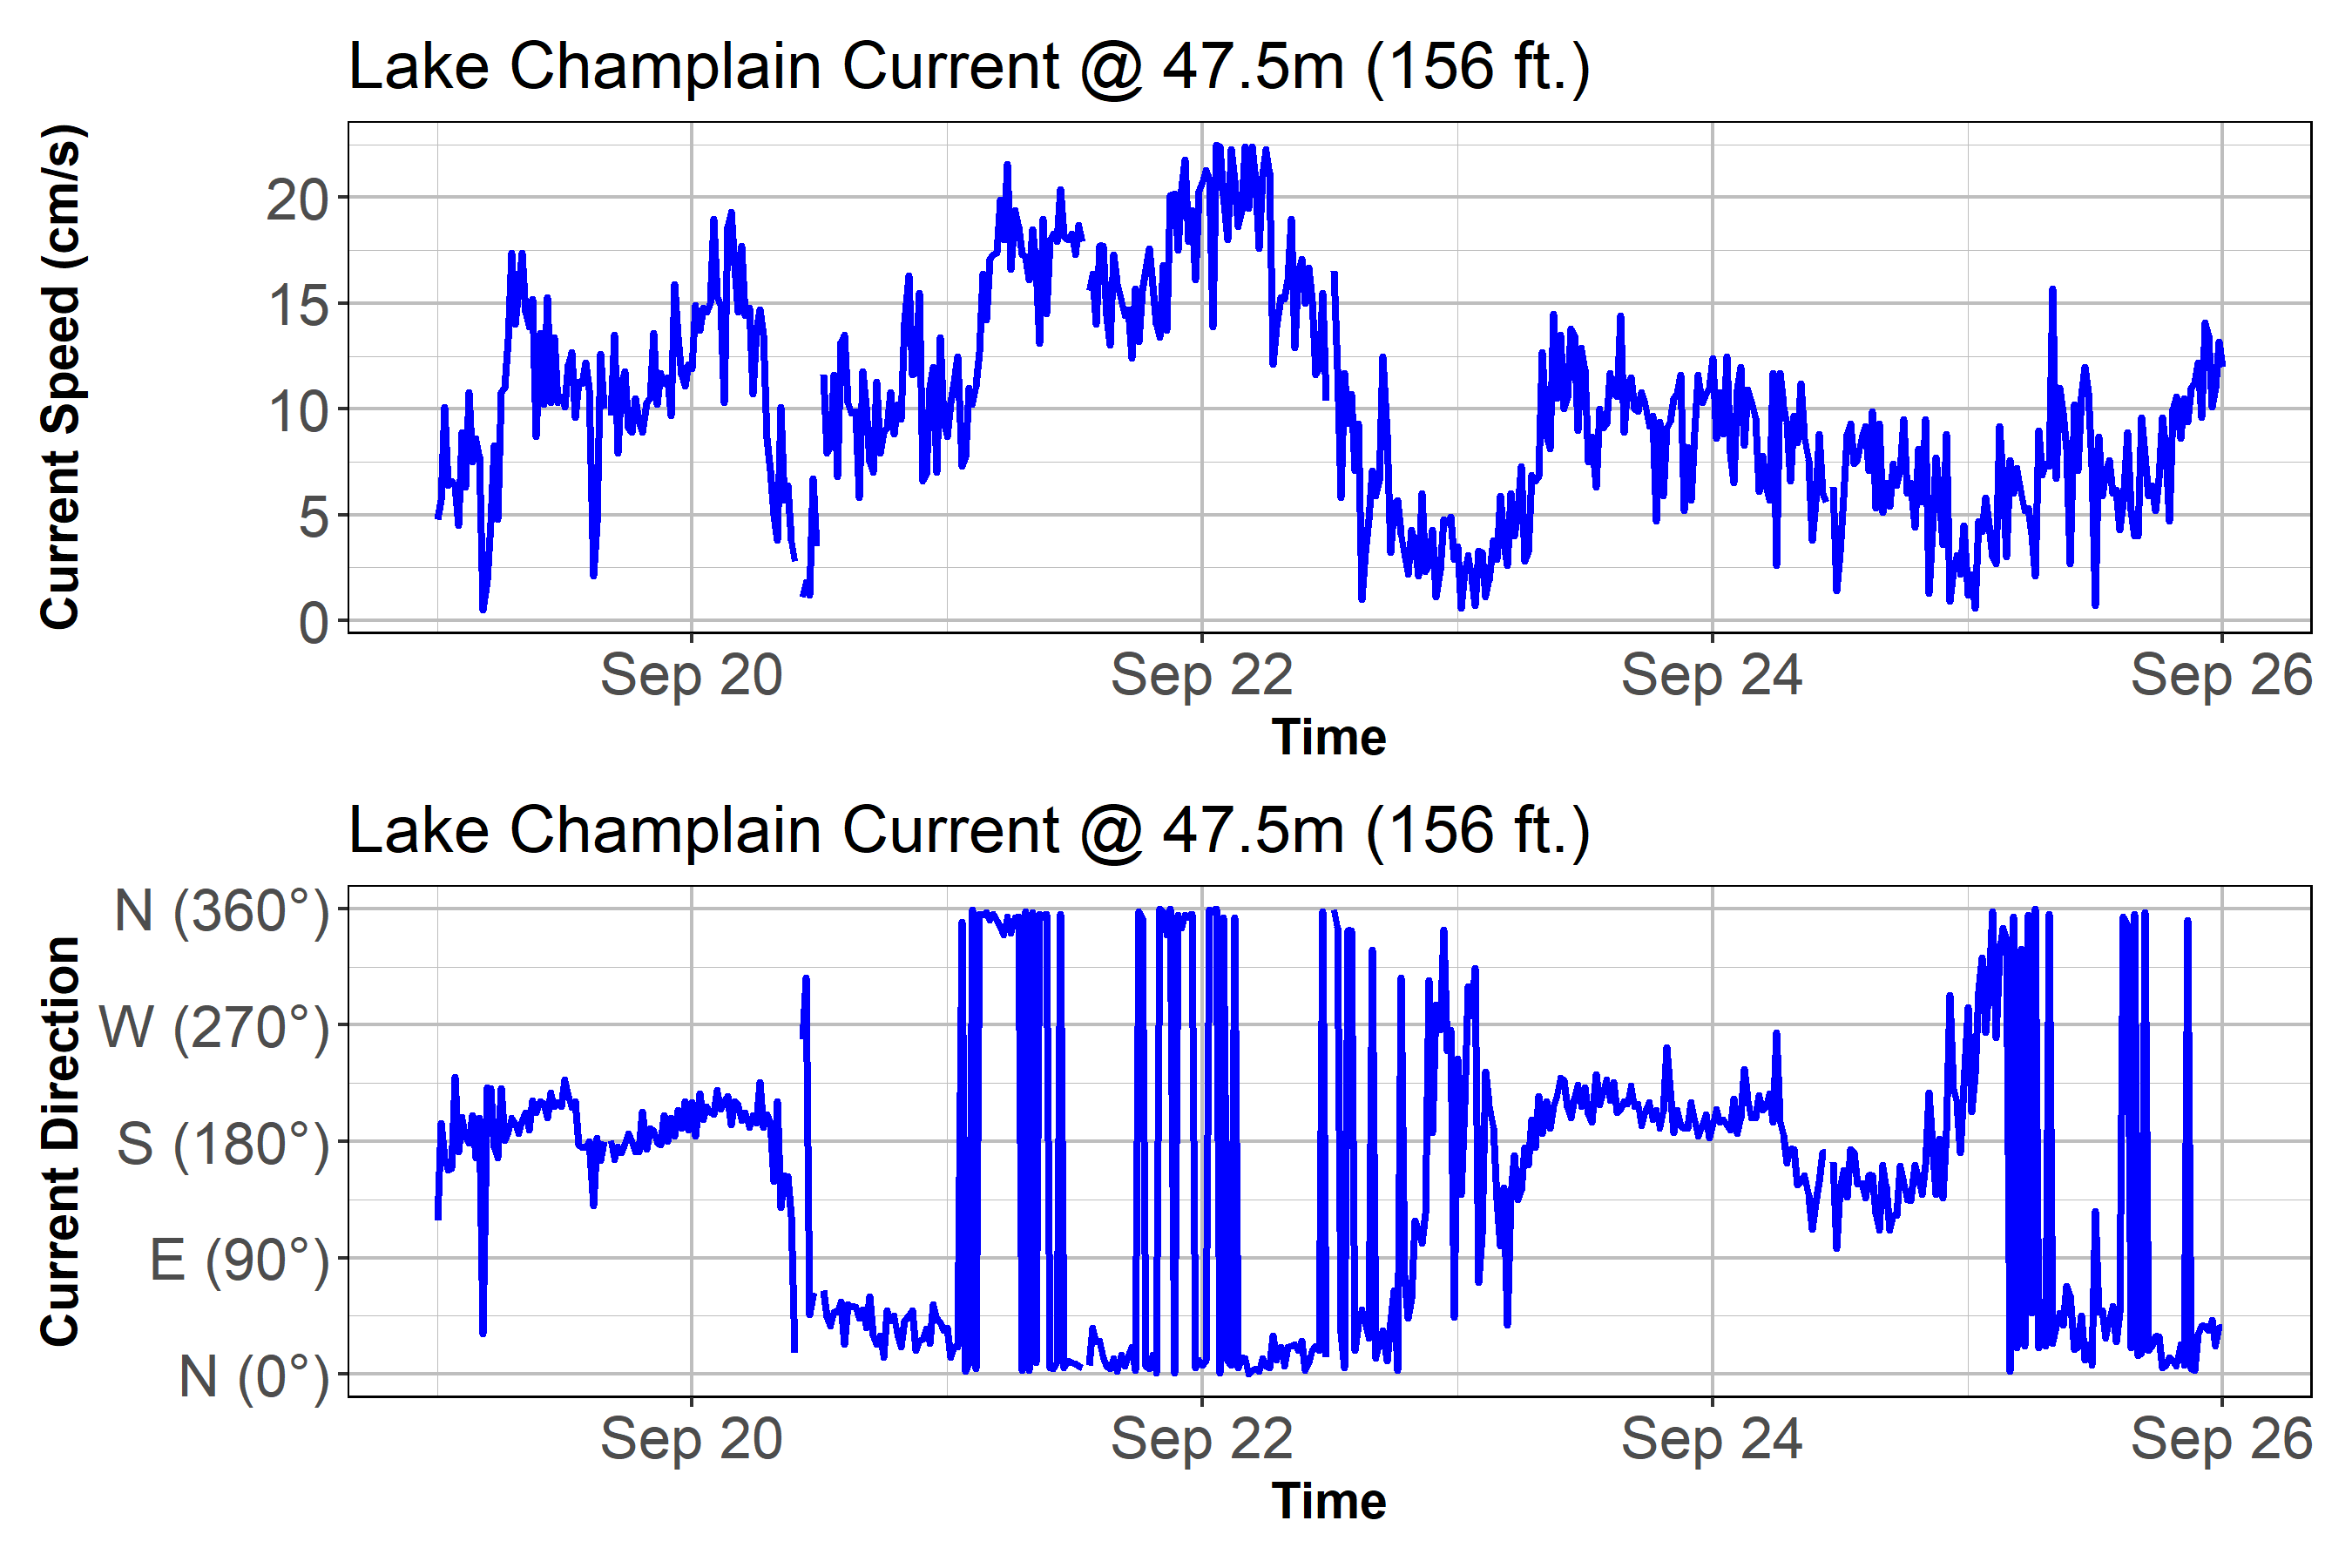 Lake Champlain Current @ 47.5m (156 ft.)
Current Speed (cm/s)
20
15
10
5
0
Sep 20 Sep 22 Sep 24 Sep 26
Time
Lake Champlain Current @ 47.5m (156 ft.)
Current Direction
N (360°)
W (270°)
S (180°)
E (90°)
N (0°)
Sep 20 Sep 22 Sep 24 Sep 26
Time